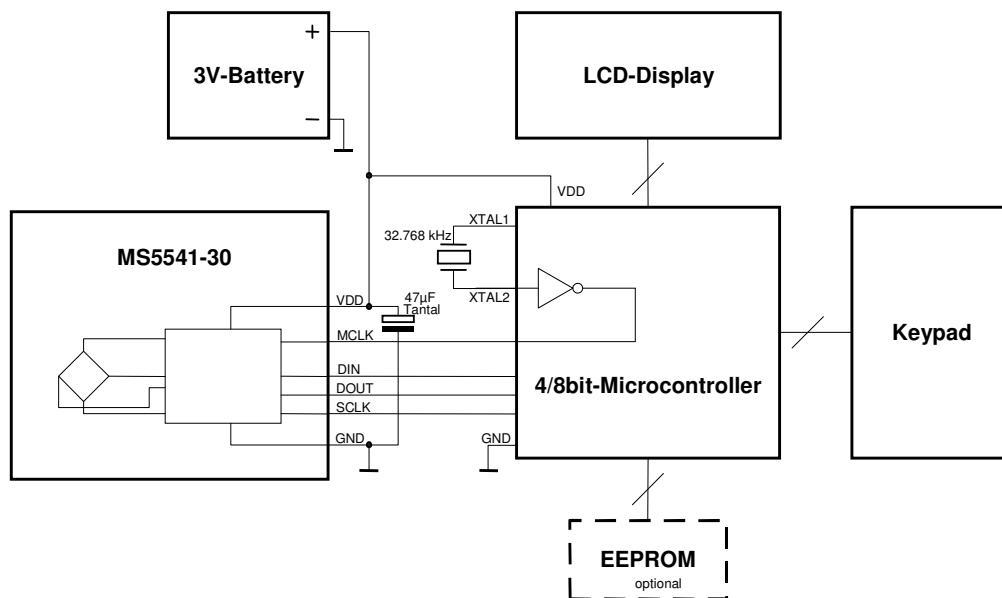 +
3V-Battery
−
LCD-Display
VDD
XTAL1
32.768 kHz
MS5541-30
XTAL2
47µF
Tantal
VDD
MCLK
DIN
DOUT
SCLK
GND
4/8bit-Microcontroller
GND
Keypad
EEPROM
optional